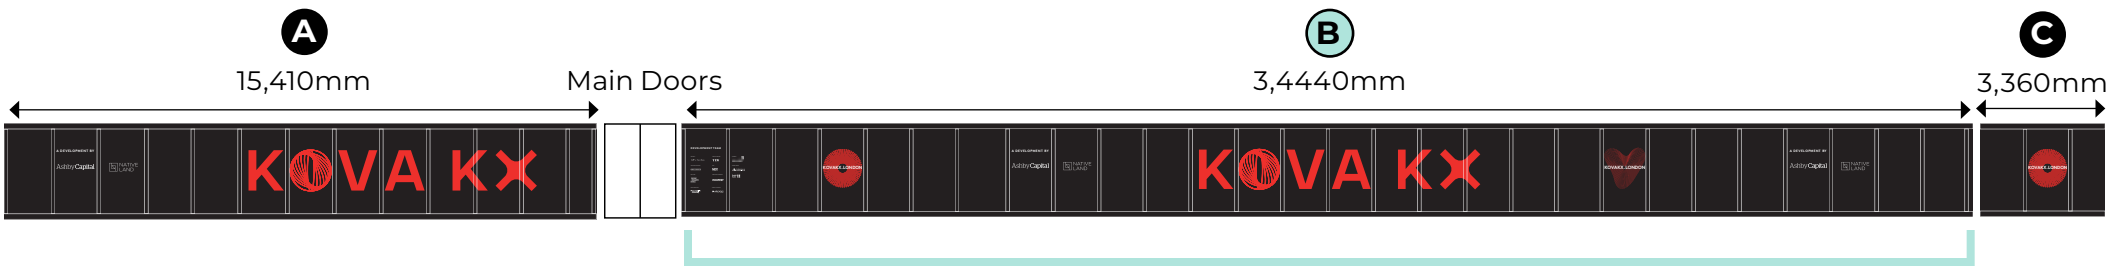 A
15,410mm
Main Doors
B
3,4440mm
C
3,360mm
A DEVELOPMENT BY
AshbyCapital
NATIVE
LAND
KOVA KX
DEVELOPMENT TEAM
KOVAKX.LONDON
A DEVELOPMENT BY
AshbyCapital
NATIVE
LAND
KOVA KX
KOVAKX.LONDON
A DEVELOPMENT BY
AshbyCapital
NATIVE
LAND
KOVAKX.LONDON